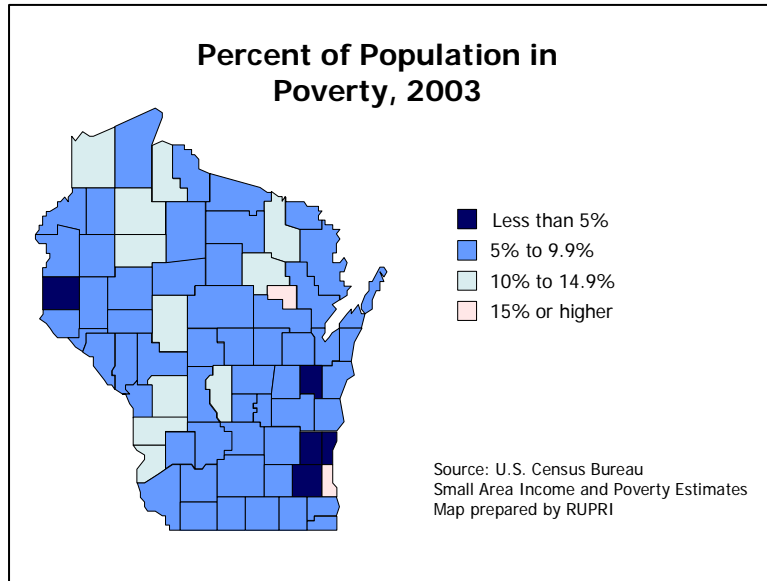 Percent of Population in
Poverty, 2003
Less than 5%
5% to 9.9%
10% to 14.9%
15% or higher
Source: U.S. Census Bureau
Small Area Income and Poverty Estimates
Map prepared by RUPRI